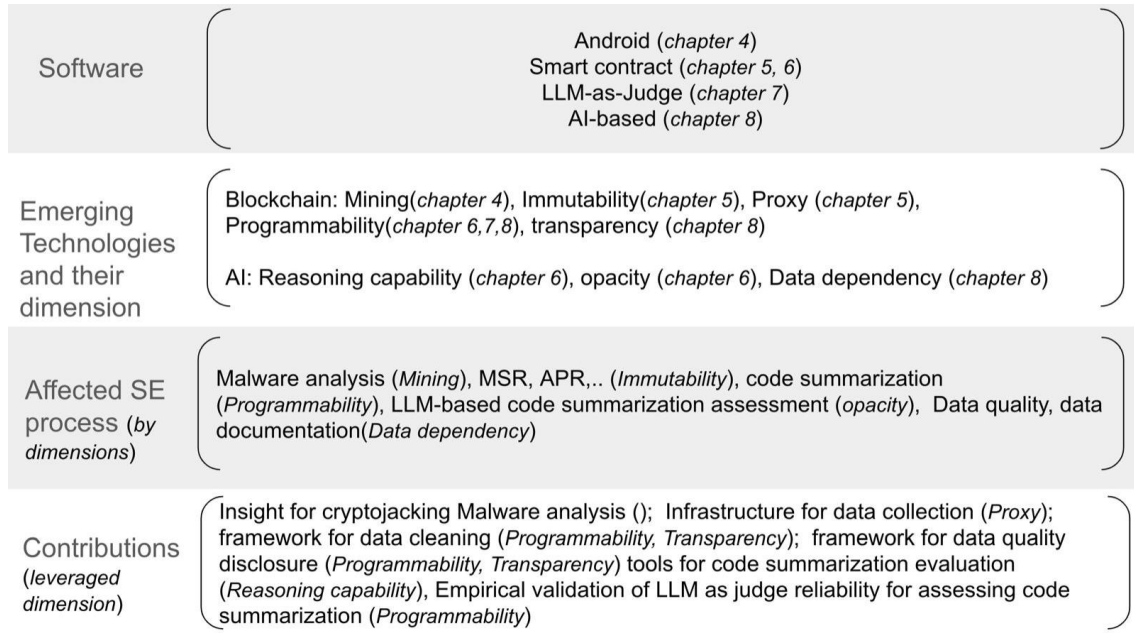 Software
Android (chapter 4)
Smart contract (chapter 5, 6)
LLM-as-Judge (chapter 7)
AI-based (chapter 8)
Emerging
Technologies
and their
dimension
Blockchain: Mining(chapter 4), Immutability(chapter 5), Proxy (chapter 5),
Programmability(chapter 6,7,8), transparency (chapter 8)
AI: Reasoning capability (chapter 6), opacity (chapter 6), Data dependency (chapter 8)
Affected SE
process (by
dimensions)
Malware analysis (Mining), MSR, APR,.. (Immutability), code summarization
(Programmability), LLM-based code summarization assessment (opacity),  Data quality, data
documentation(Data dependency)
Contributions
(leveraged
dimension)
Insight for cryptojacking Malware analysis ();  Infrastructure for data collection (Proxy);
framework for data cleaning (Programmability, Transparency);  framework for data quality
disclosure (Programmability, Transparency) tools for code summarization evaluation
(Reasoning capability), Empirical validation of LLM as judge reliability for assessing code
summarization (Programmability)